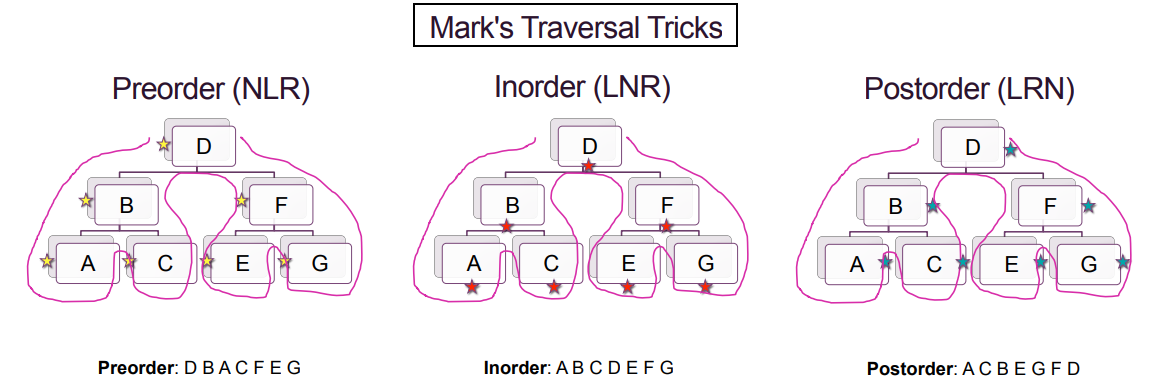 Mark's Traversal Tricks
Preorder (NLR)
D
B F
A C E G
Preorder: D B A C F E G
Inorder (LNR)
D
B F
A C E G
Inorder: A B C D E F G
Postorder (LRN)
D
B F
A C E G
Postorder: A C B E G F D